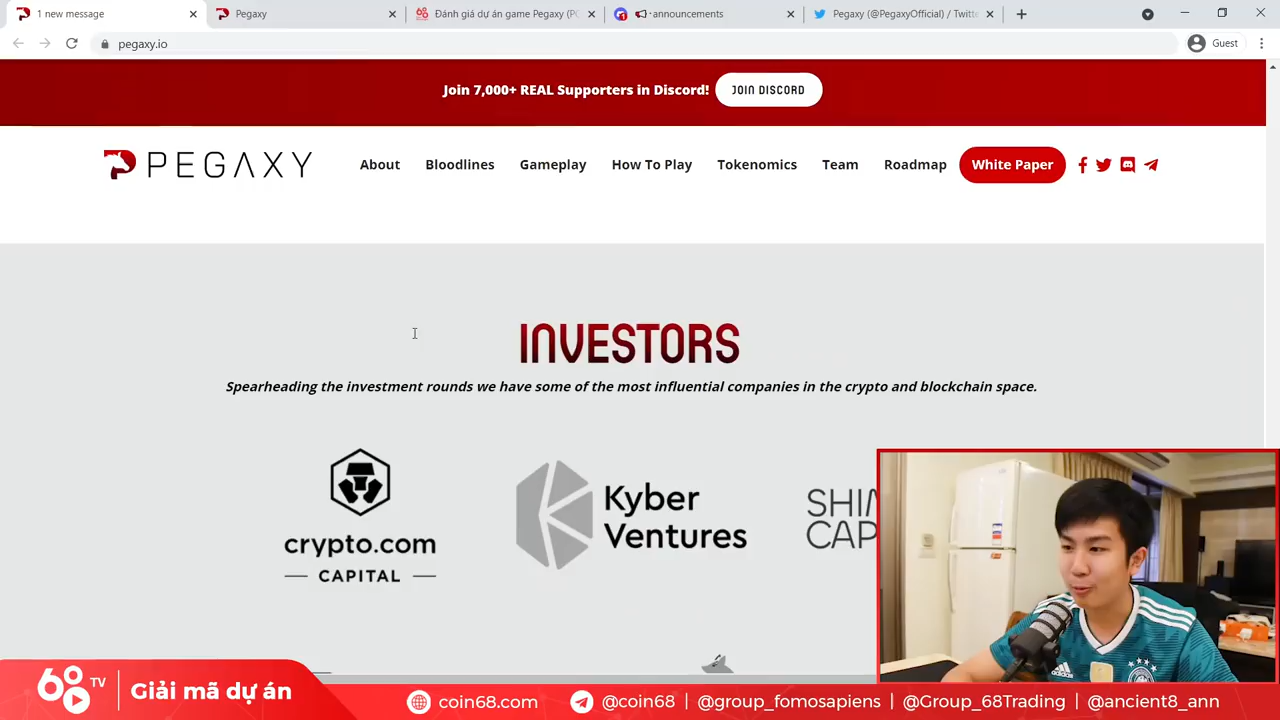 1 new message
Pegaxy
Đánh giá dự án game Pegaxy (P
announcements
Pegaxy (@PegaxyOfficial) / Twitte
pegaxy.io
Guest
Join 7,000+ REAL Supporters in Discord!
JOIN DISCORD
PEGAXY
About
Bloodlines
Gameplay
How To Play
Tokenomics
Team
Roadmap
White Paper
INVESTORS
Spearheading the investment rounds we have some of the most influential companies in the crypto and blockchain space.
crypto.com
CAPITAL
Kyber
Ventures
CAP
68 TV
Giải mã dự án
coin68.com
@coin68
@group_fomosapiens
@Group_68Trading
@ancient8_ann